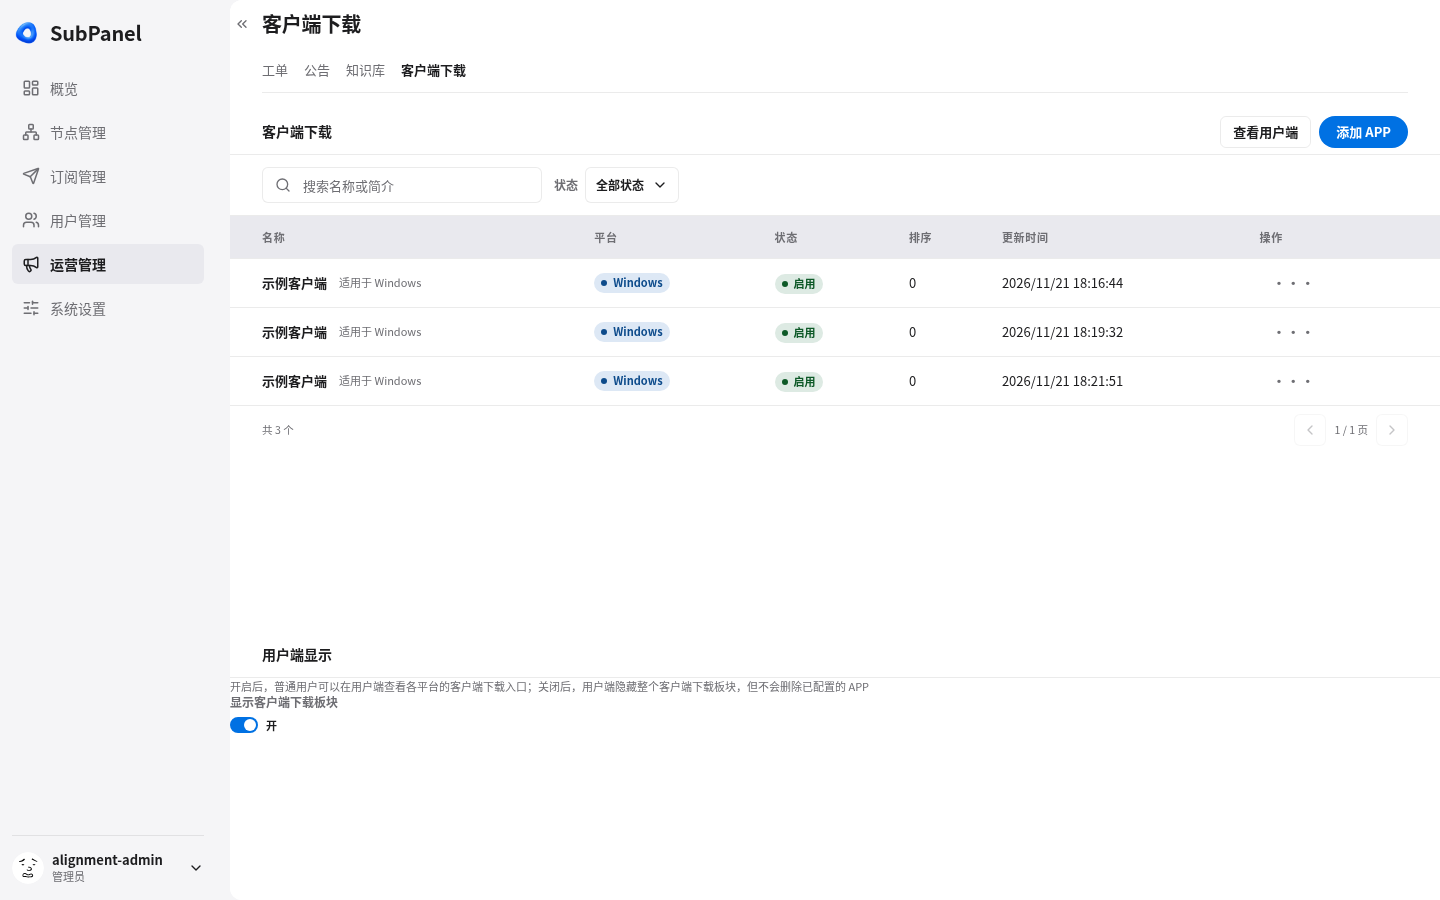 SubPanel
概览
节点管理
订阅管理
用户管理
运营管理
系统设置
alignment-admin
管理员
客户端下载
工单 公告 知识库 客户端下载
客户端下载 查看用户端 添加 APP
搜索名称或简介 状态 全部状态
名称 平台 状态 排序 更新时间 操作
示例客户端 适用于 Windows Windows 启用 0 2026/11/21 18:16:44
示例客户端 适用于 Windows Windows 启用 0 2026/11/21 18:19:32
示例客户端 适用于 Windows Windows 启用 0 2026/11/21 18:21:51
共 3 个 1 / 1 页
用户端显示
开启后，普通用户可以在用户端查看各平台的客户端下载入口；关闭后，用户端隐藏整个客户端下载板块，但不会删除已配置的 APP
显示客户端下载板块
开